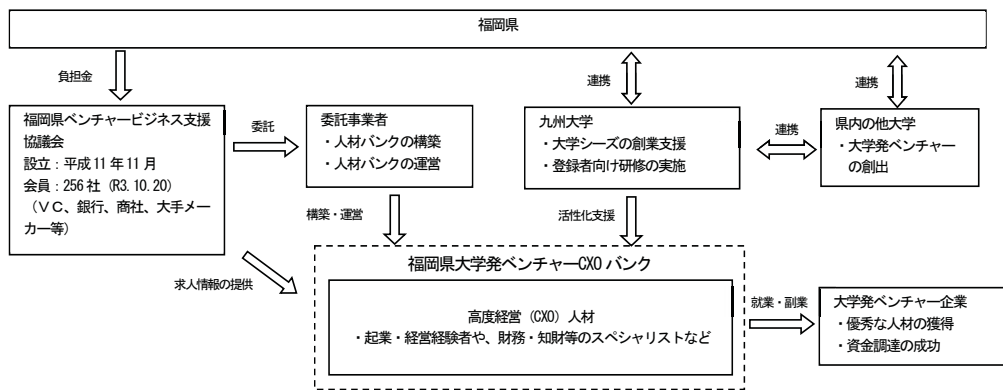 福岡県
負担金
連携
連携
福岡県ベンチャービジネス支援
協議会
設立：平成11年11月
会員：256社（R3.10.20）
（ＶＣ、銀行、商社、大手メー
カー等）
委託
委託事業者
・人材バンクの構築
・人材バンクの運営
九州大学
・大学シーズの創業支援
・登録者向け研修の実施
連携
県内の他大学
・大学発ベンチャー
の創出
構築・運営
活性化支援
求人情報の提供
福岡県大学発ベンチャーCXOバンク
高度経営（CXO）人材
・起業・経営経験者や、財務・知財等のスペシャリストなど
就業・副業
大学発ベンチャー企業
・優秀な人材の獲得
・資金調達の成功